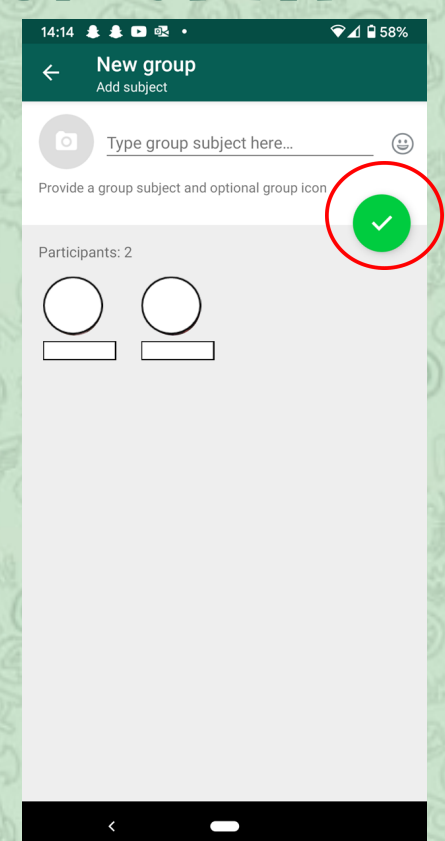 14:14 58%
New group
Add subject
Type group subject here...
Provide a group subject and optional group icon
Participants: 2